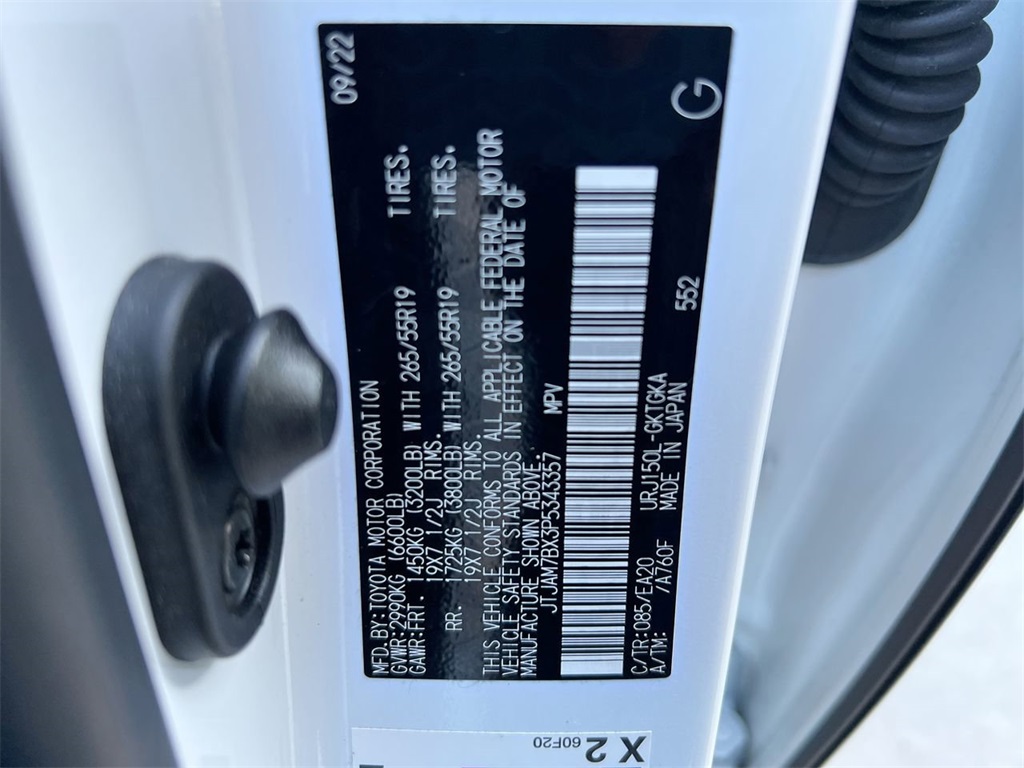 MFD.BY:TOYOTA MOTOR CORPORATION 09/22
GVWR:2990KG (6600LB)
GAWR:FRT. 1450KG (3200LB) WITH 265/55R19 TIRES.
19X7 1/2J RIMS.
RR. 1725KG (3800LB) WITH 265/55R19 TIRES.
19X7 1/2J RIMS.
THIS VEHICLE CONFORMS TO ALL APPLICABLE FEDERAL MOTOR
VEHICLE SAFETY STANDARDS IN EFFECT ON THE DATE OF
MANUFACTURE SHOWN ABOVE.
JTJAM7BX3P5343357 MPV
C/TR:085/EA20 URJ150L-GKTGKA 552
A/TM: /A760F MADE IN JAPAN
G
X2
60F20